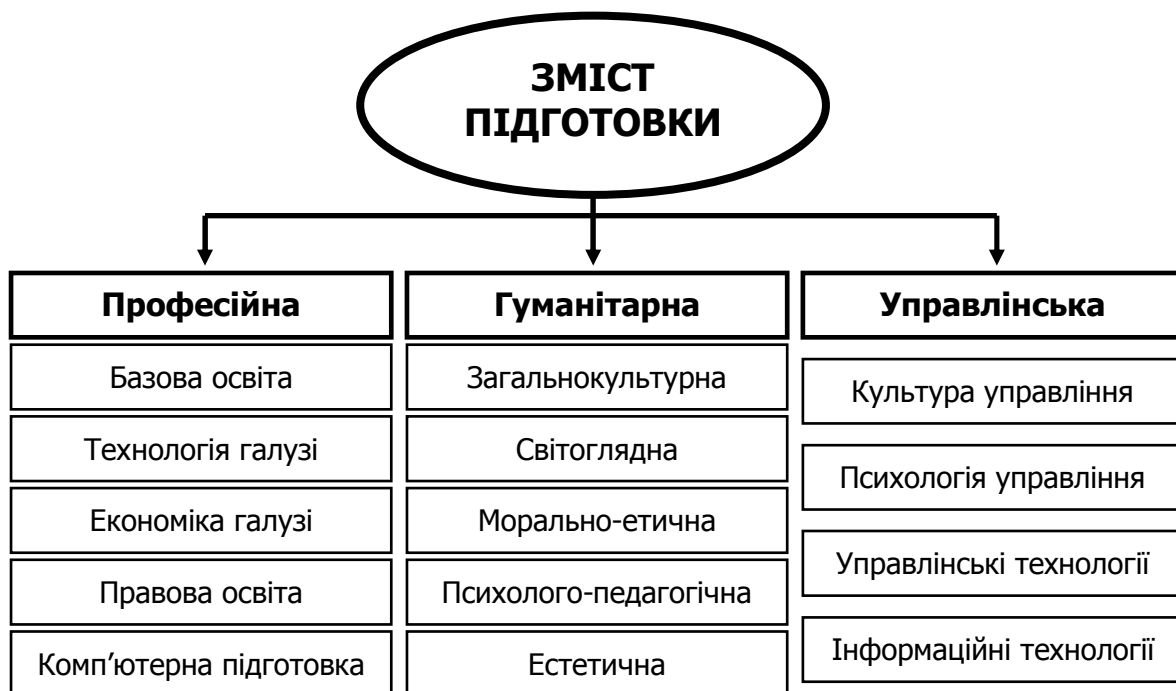 ЗМІСТ
ПІДГОТОВКИ
Професійна
Базова освіта
Технологія галузі
Економіка галузі
Правова освіта
Комп’ютерна підготовка
Гуманітарна
Загальнокультурна
Світоглядна
Морально-етична
Психолого-педагогічна
Естетична
Управлінська
Культура управління
Психологія управління
Управлінські технології
Інформаційні технології